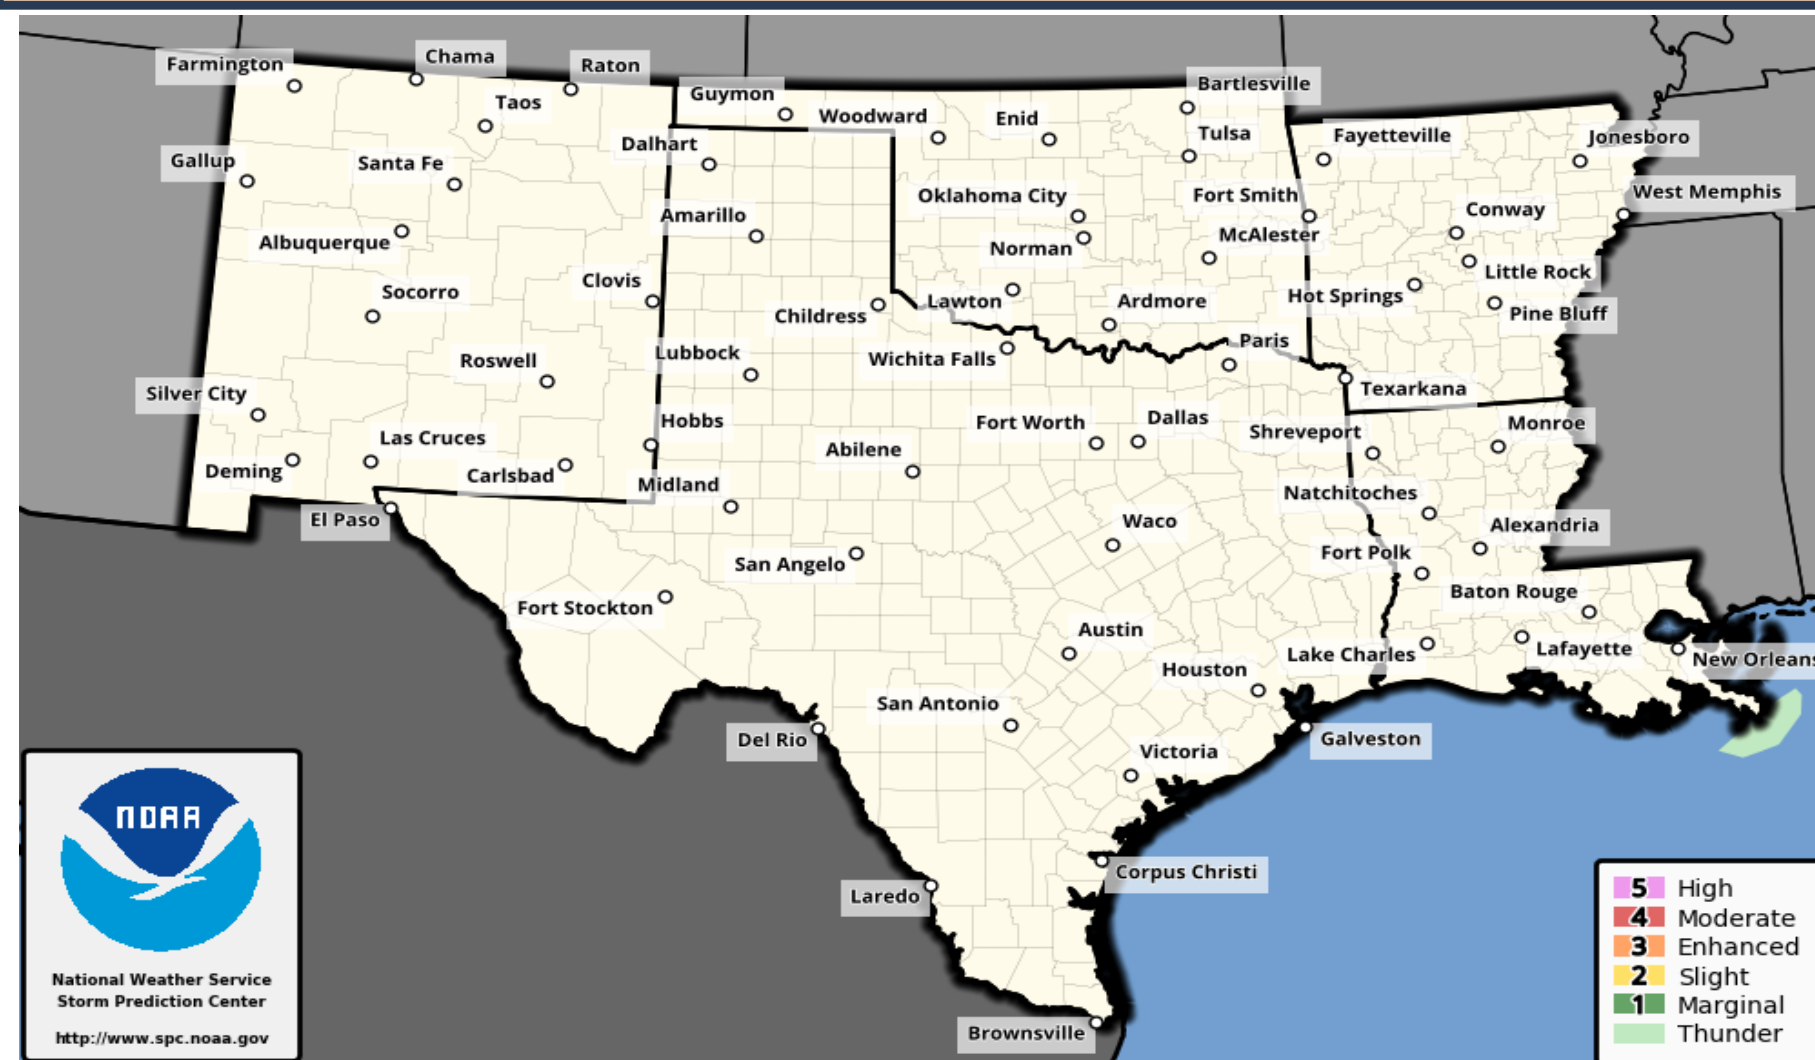 Farmington
Chama
Raton
Taos
Guymon
Woodward
Enid
Bartlesville
Tulsa
Fayetteville
Jonesboro
Gallup
Santa Fe
Dalhart
Oklahoma City
Fort Smith
West Memphis
Conway
Albuquerque
Amarillo
Norman
McAlester
Little Rock
Socorro
Clovis
Childress
Lawton
Ardmore
Hot Springs
Pine Bluff
Roswell
Lubbock
Wichita Falls
Paris
Texarkana
Silver City
Hobbs
Fort Worth
Dallas
Shreveport
Monroe
Las Cruces
Deming
Carlsbad
Midland
Abilene
Natchitoches
El Paso
Waco
Alexandria
San Angelo
Fort Polk
Fort Stockton
Baton Rouge
Austin
Lake Charles
Lafayette
New Orleans
Houston
San Antonio
Del Rio
Galveston
Victoria
Corpus Christi
Laredo
Brownsville
NOAA
National Weather Service
Storm Prediction Center
http://www.spc.noaa.gov
5 High
4 Moderate
3 Enhanced
2 Slight
1 Marginal
Thunder